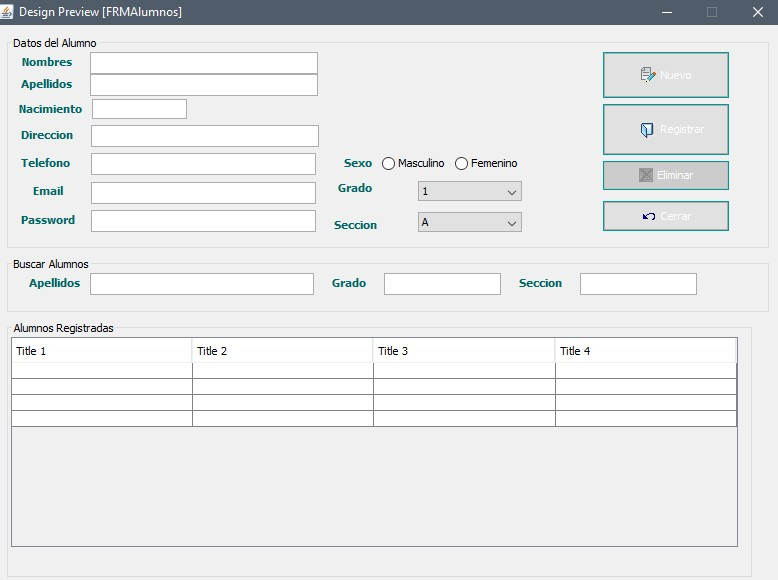 Design Preview [FRMAlumnos]
Datos del Alumno
Nombres
Apellidos
Nacimiento
Direccion
Telefono
Email
Password
Sexo Masculino Femenino
Grado 1
Seccion A
Nuevo
Registrar
Eliminar
Cerrar
Buscar Alumnos
Apellidos Grado Seccion
Alumnos Registradas
Title 1 Title 2 Title 3 Title 4